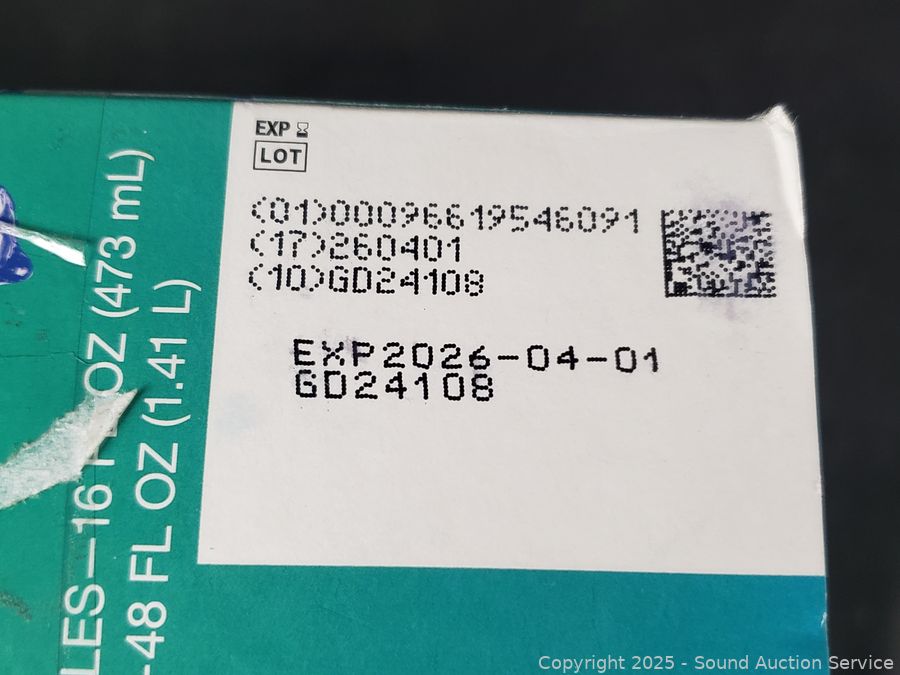 EXP
LOT
(01)00096619546091
(17)260401
(10)GD24108
EXP2026-04-01
GD24108
LES—16 FL OZ (473 mL)
-48 FL OZ (1.41 L)
Copyright 2025 - Sound Auction Service